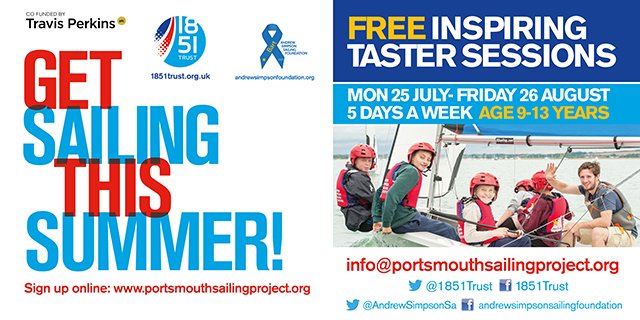 CO FUNDED BY
Travis Perkins
1851
TRUST
1851trust.org.uk
Bart
ANDREW
SIMPSON
SAILING
FOUNDATION
andrewsimpsonfoundation.org
GET
SAILING
THIS
SUMMER!
Sign up online: www.portsmouthsailingproject.org
FREE INSPIRING
TASTER SESSIONS
MON 25 JULY- FRIDAY 26 AUGUST
5 DAYS A WEEK AGE 9-13 YEARS
info@portsmouthsailingproject.org
@1851Trust f 1851Trust
@AndrewSimpsonSa f andrewsimpsonsailingfoundation